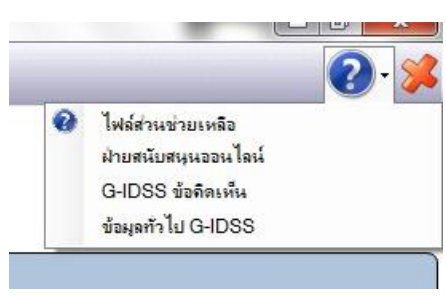 ไฟล์ส่วนช่วยเหลือ
ฝ่ายสนับสนุนออนไลน์
G-IDSS ข้อคิดเห็น
ข้อมูลทั่วไป G-IDSS